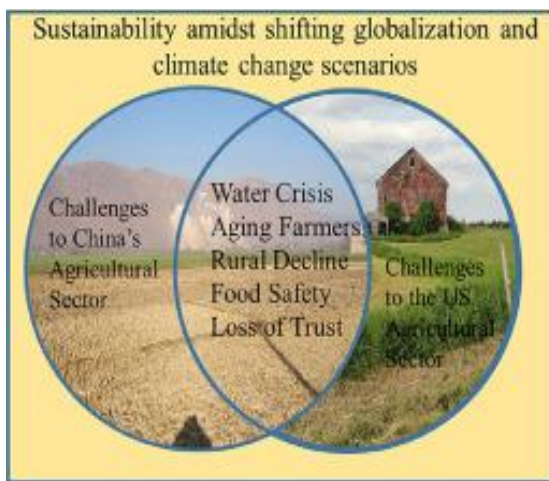 Sustainability amidst shifting globalization and
climate change scenarios
Challenges
to China's
Agricultural
Sector
Water Crisis
Aging Farmers
Rural Decline
Food Safety
Loss of Trust
Challenges
to the US
Agricultural
Sector